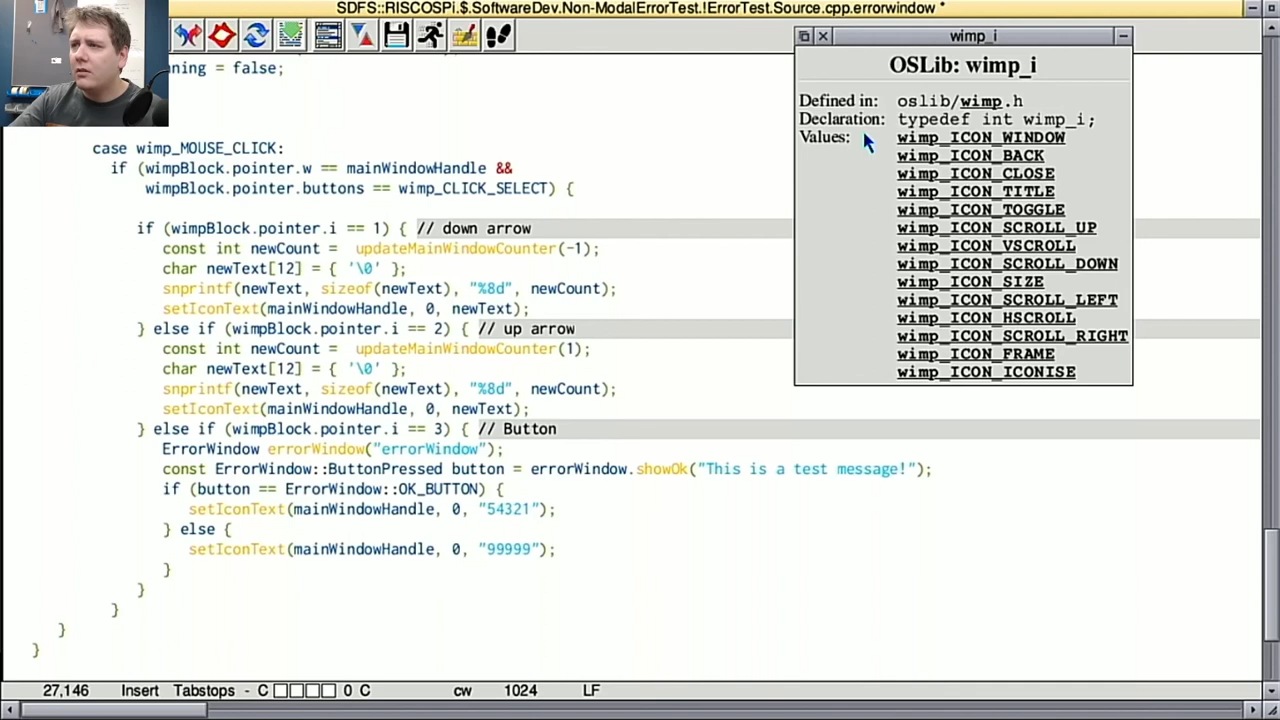 SDFS::RISCOSPi.$.SoftwareDev.Non-ModalErrorTest.!ErrorTest.Source.cpp.errorwindow *
= false;
case wimp_MOUSE_CLICK:
if (wimpBlock.pointer.w == mainWindowHandle &&
wimpBlock.pointer.buttons == wimp_CLICK_SELECT) {
if (wimpBlock.pointer.i == 1) { // down arrow
const int newCount =  updateMainWindowCounter(-1);
char newText[12] = { '\0' };
snprintf(newText, sizeof(newText), "%8d", newCount);
setIconText(mainWindowHandle, 0, newText);
} else if (wimpBlock.pointer.i == 2) { // up arrow
const int newCount =  updateMainWindowCounter(1);
char newText[12] = { '\0' };
snprintf(newText, sizeof(newText), "%8d", newCount);
setIconText(mainWindowHandle, 0, newText);
} else if (wimpBlock.pointer.i == 3) { // Button
ErrorWindow errorWindow("errorWindow");
const ErrorWindow::ButtonPressed button = errorWindow.showOk("This is a test message!");
if (button == ErrorWindow::OK_BUTTON) {
setIconText(mainWindowHandle, 0, "54321");
} else {
setIconText(mainWindowHandle, 0, "99999");
}
}
}
}
}
wimp_i
OSLib: wimp_i
Defined in: oslib/wimp.h
Declaration: typedef int wimp_i;
Values: wimp_ICON_WINDOW
wimp_ICON_BACK
wimp_ICON_CLOSE
wimp_ICON_TITLE
wimp_ICON_TOGGLE
wimp_ICON_SCROLL_UP
wimp_ICON_VSCROLL
wimp_ICON_SCROLL_DOWN
wimp_ICON_SIZE
wimp_ICON_SCROLL_LEFT
wimp_ICON_HSCROLL
wimp_ICON_SCROLL_RIGHT
wimp_ICON_FRAME
wimp_ICON_ICONISE
27,146 Insert Tabstops - C 0 C cw 1024 LF